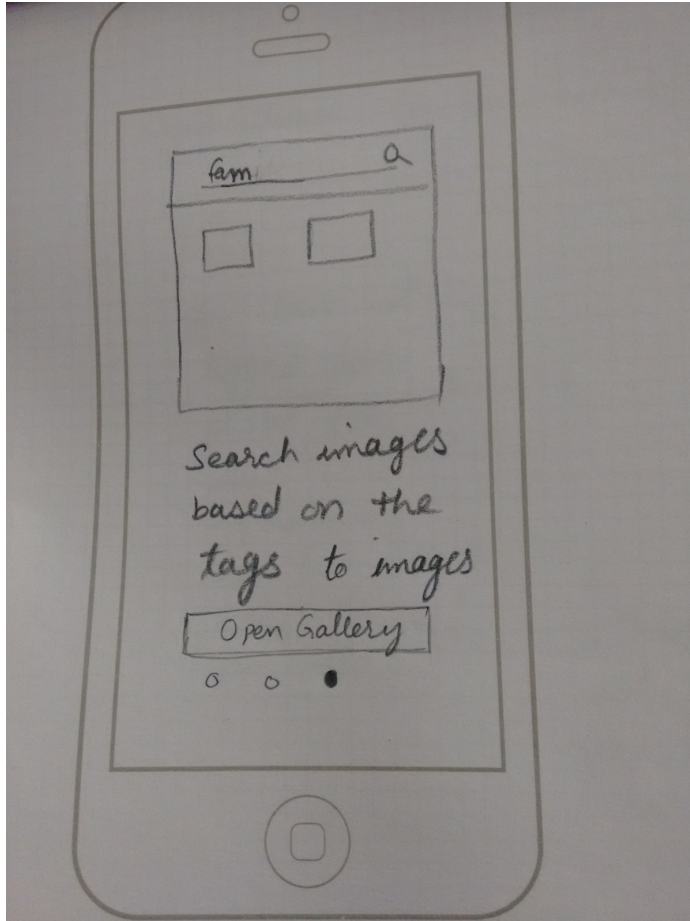 fam
Search images
based on the
tags to images
Open Gallery